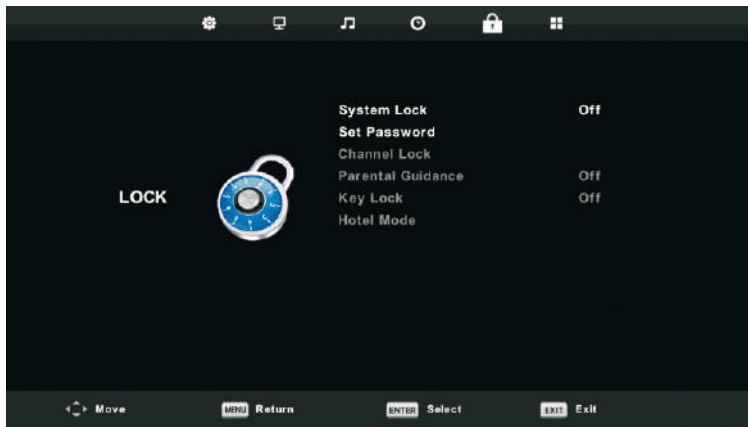 System Lock Off
Set Password
Channel Lock
Parental Guidance Off
LOCK
Key Lock Off
Hotel Mode
Move MENU Return ENTER Select EXIT Exit